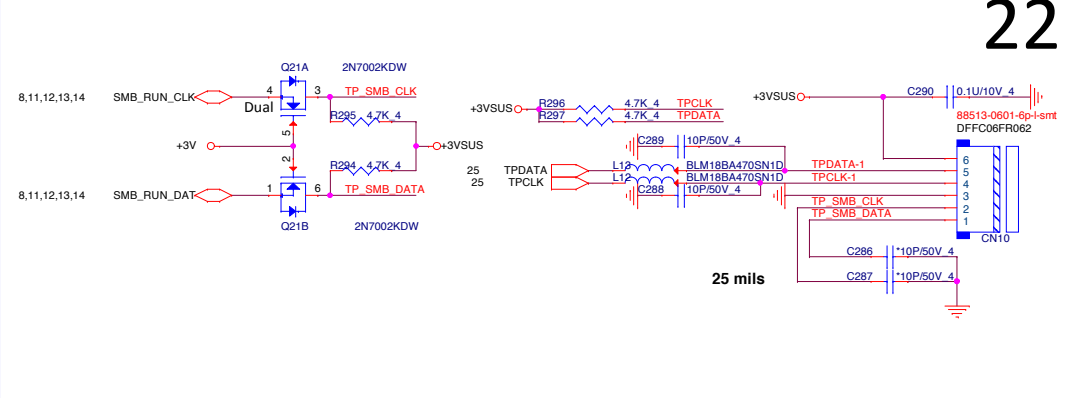 22
Q21A
2N7002KDW
8,11,12,13,14
SMB_RUN_CLK
4
3
TP_SMB_CLK
Dual
R295
4.7K_4
5
+3V
+3VSUS
2
R294
4.7K_4
8,11,12,13,14
SMB_RUN_DAT
1
6
TP_SMB_DATA
Q21B
2N7002KDW
+3VSUS
R296
4.7K_4
TPCLK
R297
4.7K_4
TPDATA
C289
10P/50V_4
25
TPDATA
L13
BLM18BA470SN1D
TPDATA-1
25
TPCLK
L12
BLM18BA470SN1D
TPCLK-1
C288
10P/50V_4
+3VSUS
C290
0.1U/10V_4
88513-0601-6p-l-smt
DFFC06FR062
6
5
4
3
2
1
TP_SMB_CLK
TP_SMB_DATA
CN10
C286
*10P/50V_4
C287
*10P/50V_4
25 mils